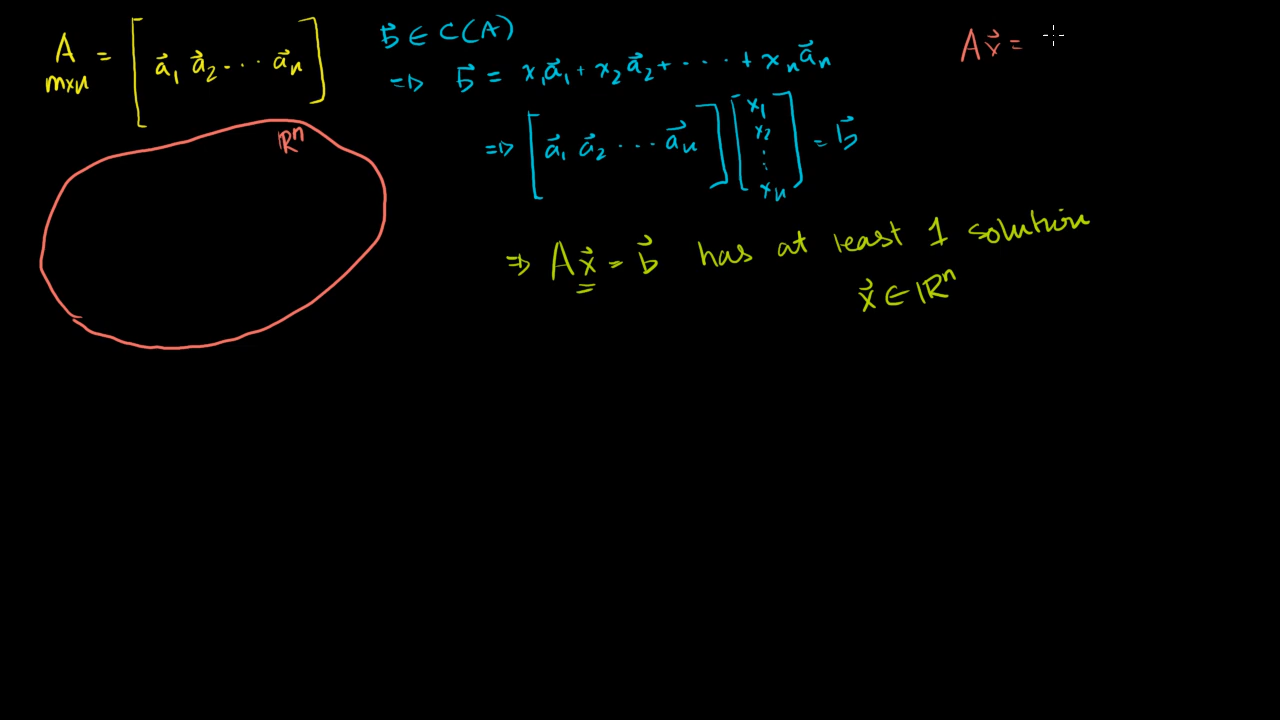 A = [a⃗₁ a⃗₂ ... a⃗ₙ]
m×n
b⃗ ∈ C(A)
⇒ b⃗ = x₁a⃗₁ + x₂a⃗₂ + ... + xₙa⃗ₙ
⇒ [a⃗₁ a⃗₂ ... a⃗ₙ] [x₁ x₂ ⋮ xₙ] = b⃗
⇒ Ax⃗ = b⃗ has at least 1 solution
x⃗ ∈ ℝⁿ
Ax⃗ =
ℝⁿ